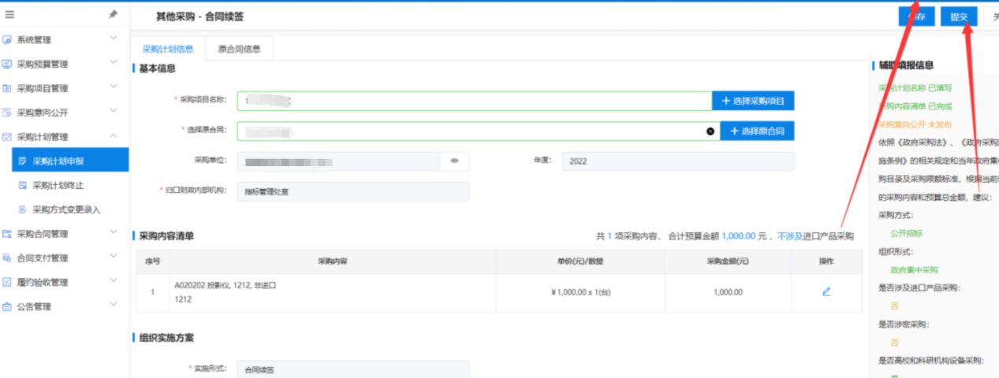 其他采购 - 合同续签
存 提交
系统管理
采购预算管理
采购项目管理
采购意向公开
采购计划管理
采购计划申报
采购计划终止
采购方式变更录入
采购合同管理
合同支付管理
履约验收管理
公告管理
采购计划信息 原合同信息
基本信息
* 采购项目名称: + 选择采购项目
* 选择原合同: + 选择原合同
采购单位: 年度: 2022
* 归口财政内部机构: 指标管理处室
采购内容清单 共 1 项采购内容, 合计预算金额 1,000.00 元, 不涉及进口产品采购
序号 采购内容 单价(元)/数量 采购金额(元) 操作
1 A020202 投影仪, 1212, 非进口 ¥1,000.00 x 1(台) 1,000.00
1212
组织实施方案
* 实施形式: 合同续签
辅助填报信息
采购计划名称 已填写
采购内容清单 已完成
采购意向公开 未发布
依照《政府采购法》、《政府采购
施条例》的相关规定和当年政府集
购目录及采购限额标准, 根据当前
的采购内容和预算总金额, 建议:
采购方式:
公开招标
组织形式:
政府集中采购
是否涉及进口产品采购:
否
是否涉密采购:
否
是否高校和科研机构设备采购: